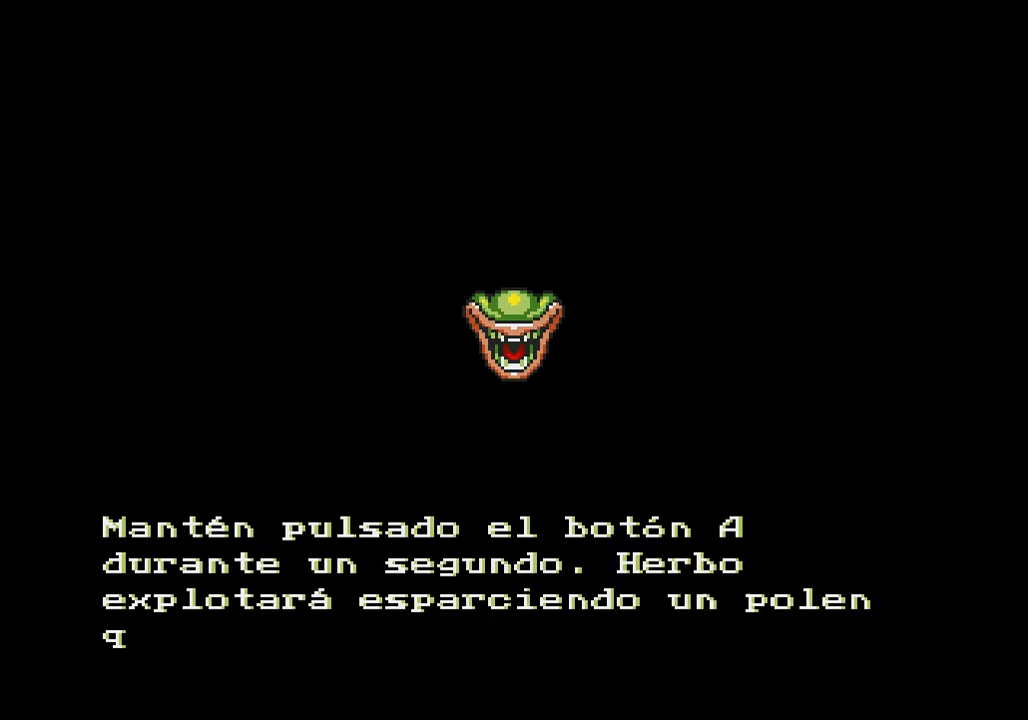 Mantén pulsado el botón A
durante un segundo. Herbo
explotará esparciendo un polen
q